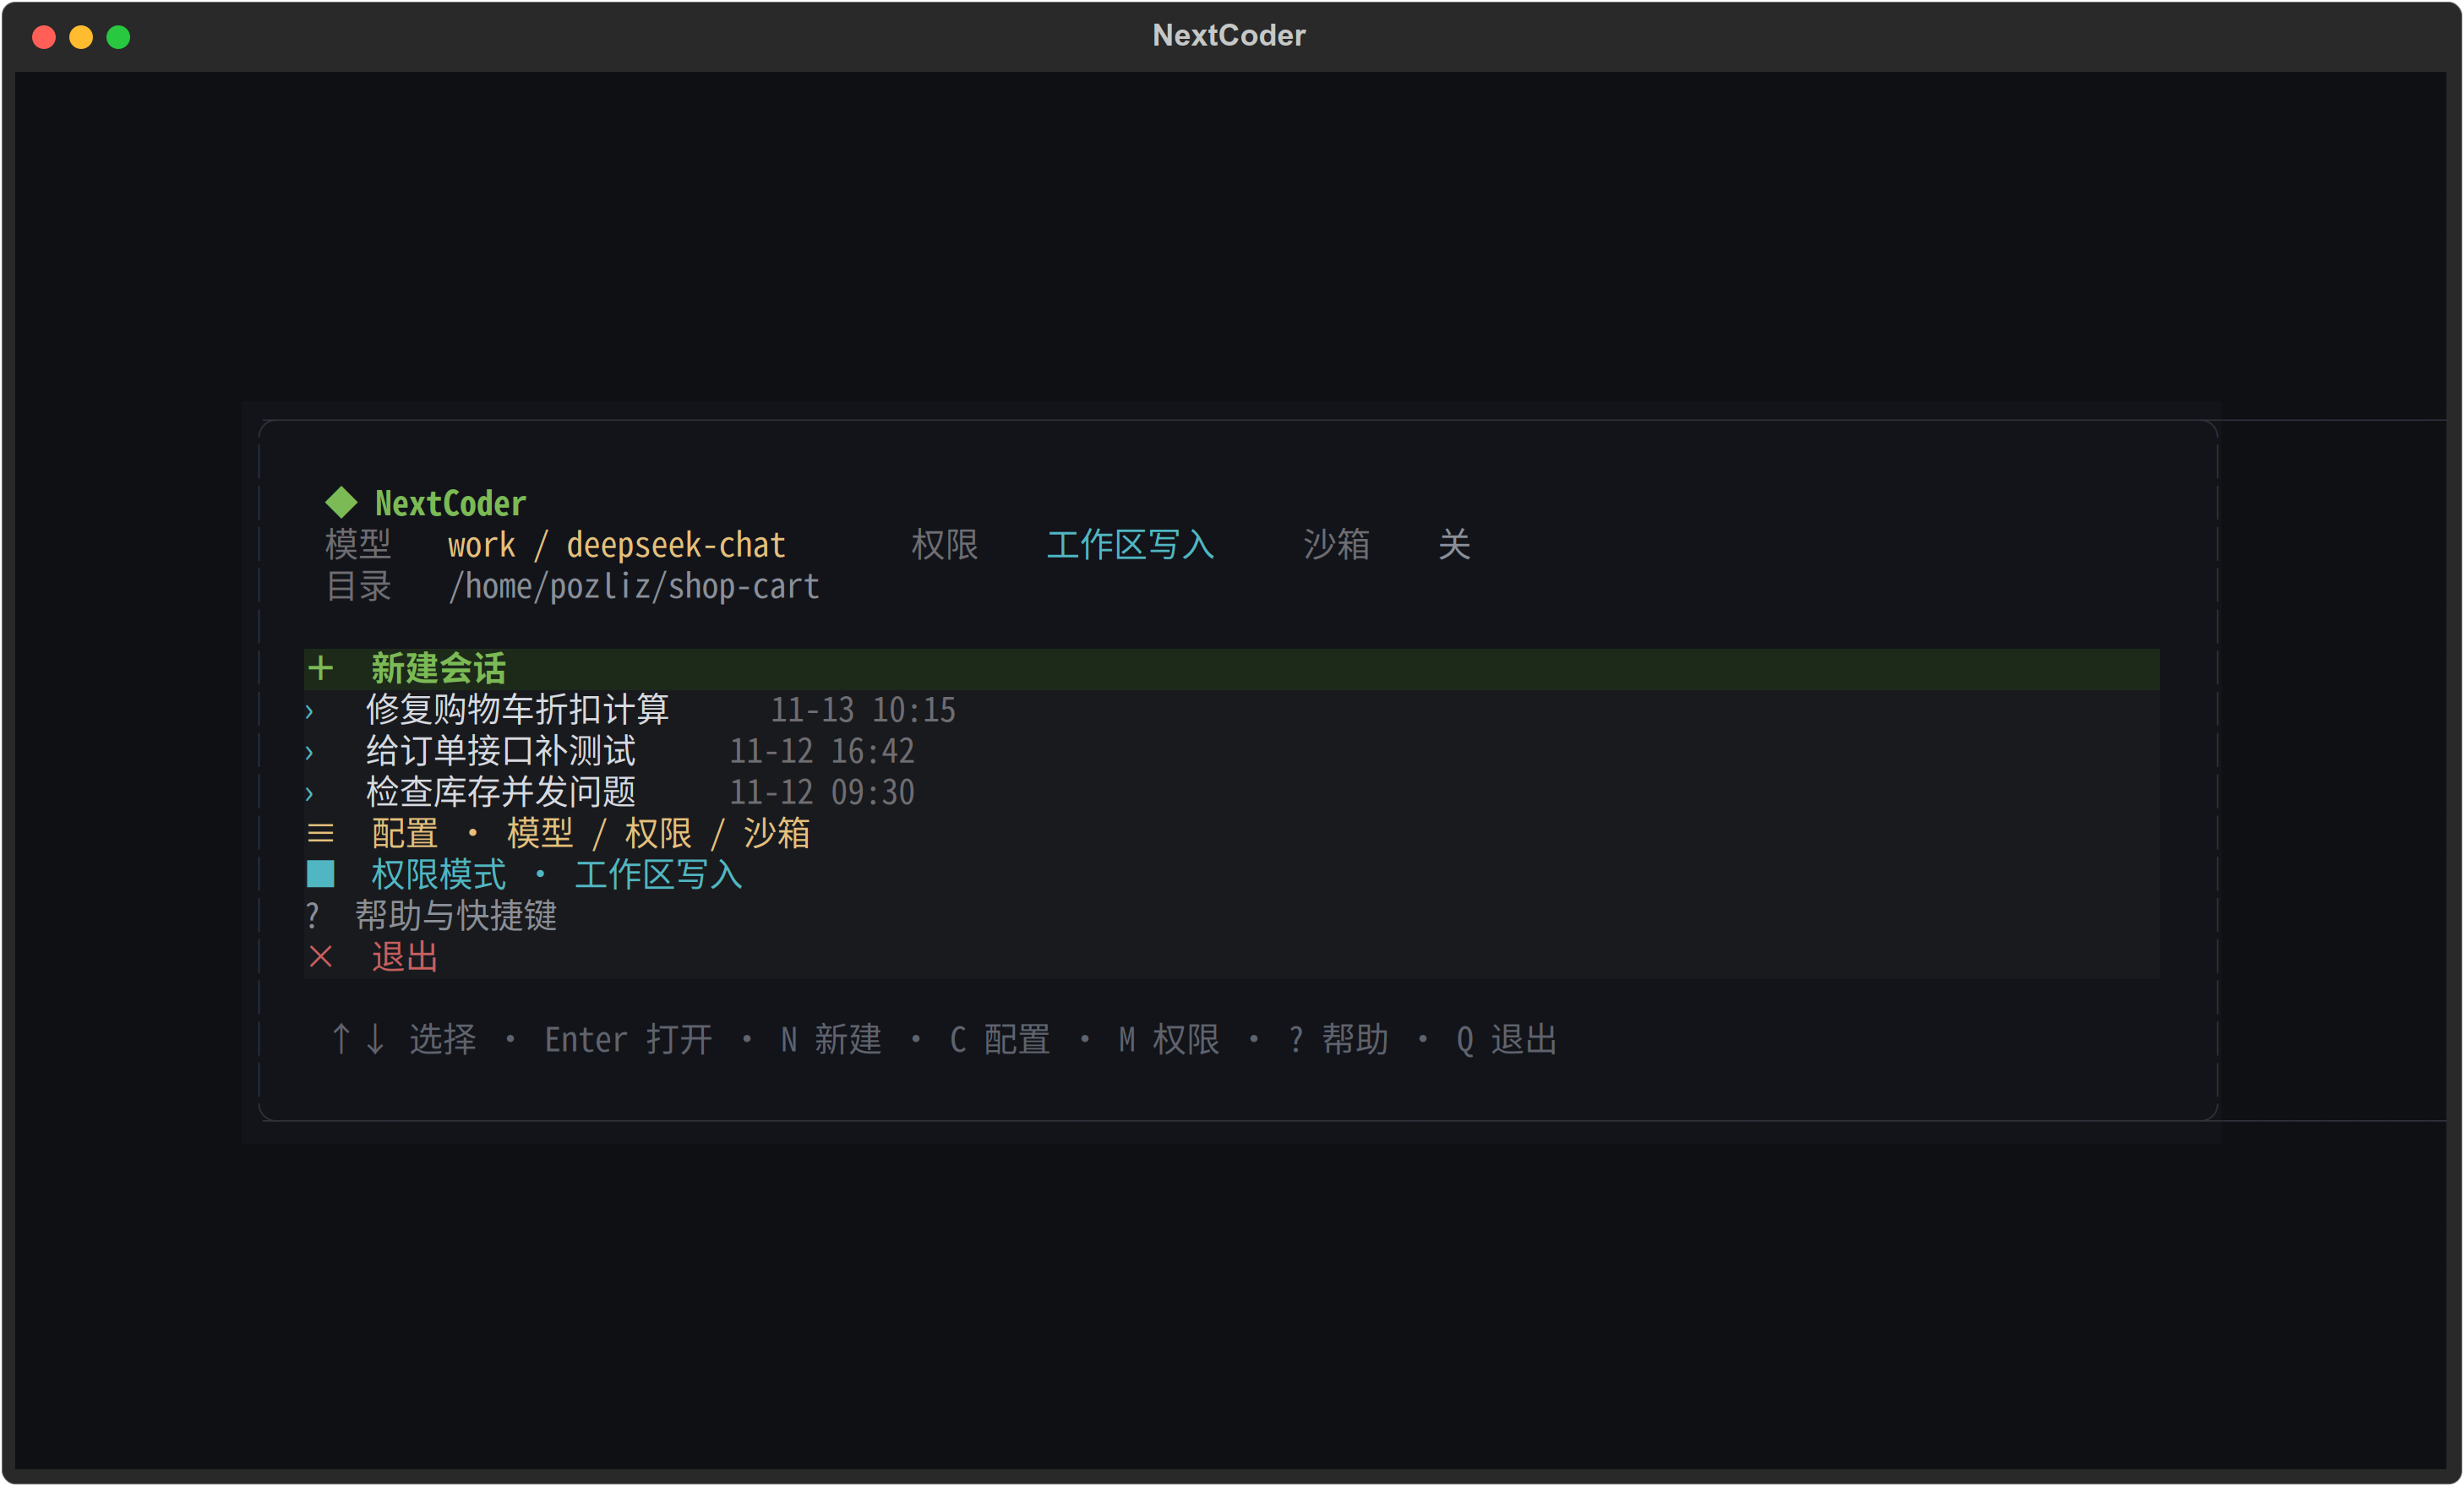 NextCoder
◆ NextCoder
模型 work / deepseek-chat 权限 工作区写入 沙箱 关
目录 /home/pozliz/shop-cart
+ 新建会话
› 修复购物车折扣计算 11-13 10:15
› 给订单接口补测试 11-12 16:42
› 检查库存并发问题 11-12 09:30
≡ 配置 · 模型 / 权限 / 沙箱
■ 权限模式 · 工作区写入
? 帮助与快捷键
× 退出
↑↓ 选择 · Enter 打开 · N 新建 · C 配置 · M 权限 · ? 帮助 · Q 退出